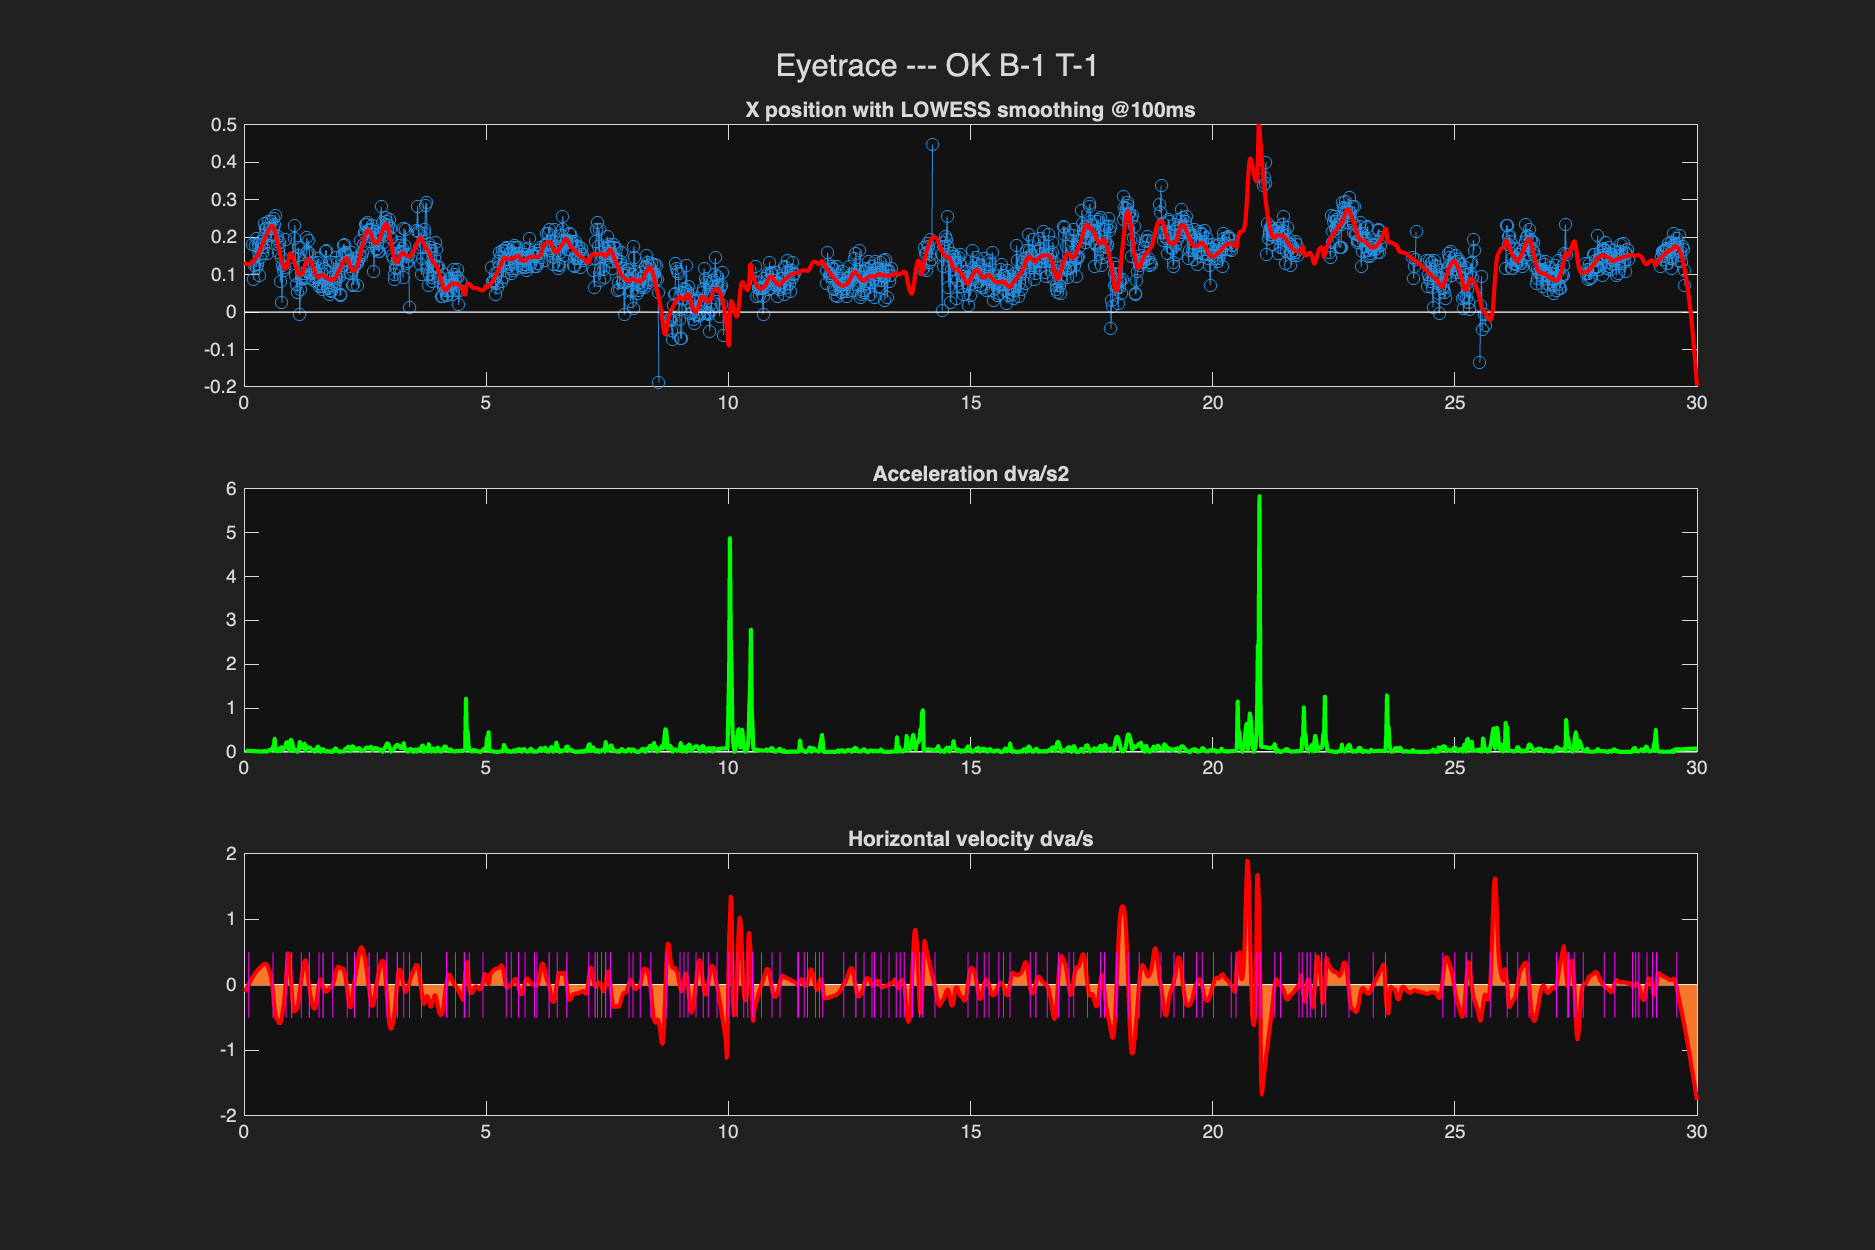 Eyetrace --- OK B-1 T-1
X position with LOWESS smoothing @100ms
0.5
0.4
0.3
0.2
0.1
0
-0.1
-0.2
0 5 10 15 20 25 30
Acceleration dva/s2
6
5
4
3
2
1
0
0 5 10 15 20 25 30
Horizontal velocity dva/s
2
1
0
-1
-2
0 5 10 15 20 25 30